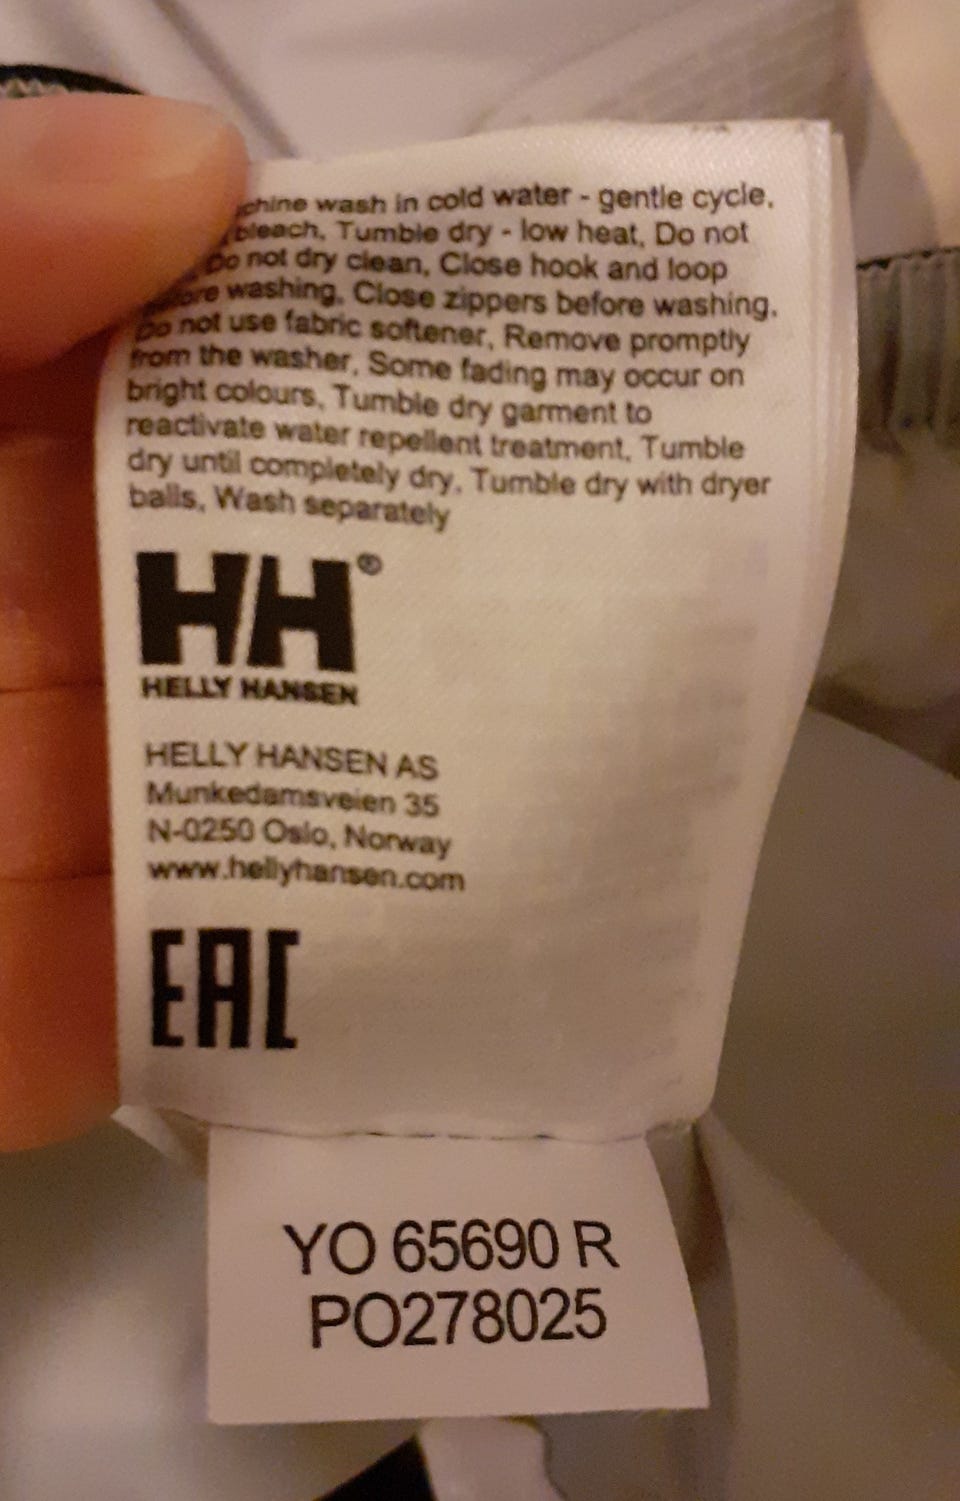 wash in cold water - gentle cycle,
bleach, Tumble dry - low heat, Do not
Do not dry clean, Close hook and loop
washing, Close zippers before washing,
Do not use fabric softener, Remove promptly
from the washer, Some fading may occur on
bright colours, Tumble dry garment to
reactivate water repellent treatment, Tumble
dry until completely dry, Tumble dry with dryer
balls, Wash separately
HH®
HELLY HANSEN
HELLY HANSEN AS
Munkedamsveien 35
N-0250 Oslo, Norway
www.hellyhansen.com
EAC
YO 65690 R
PO278025